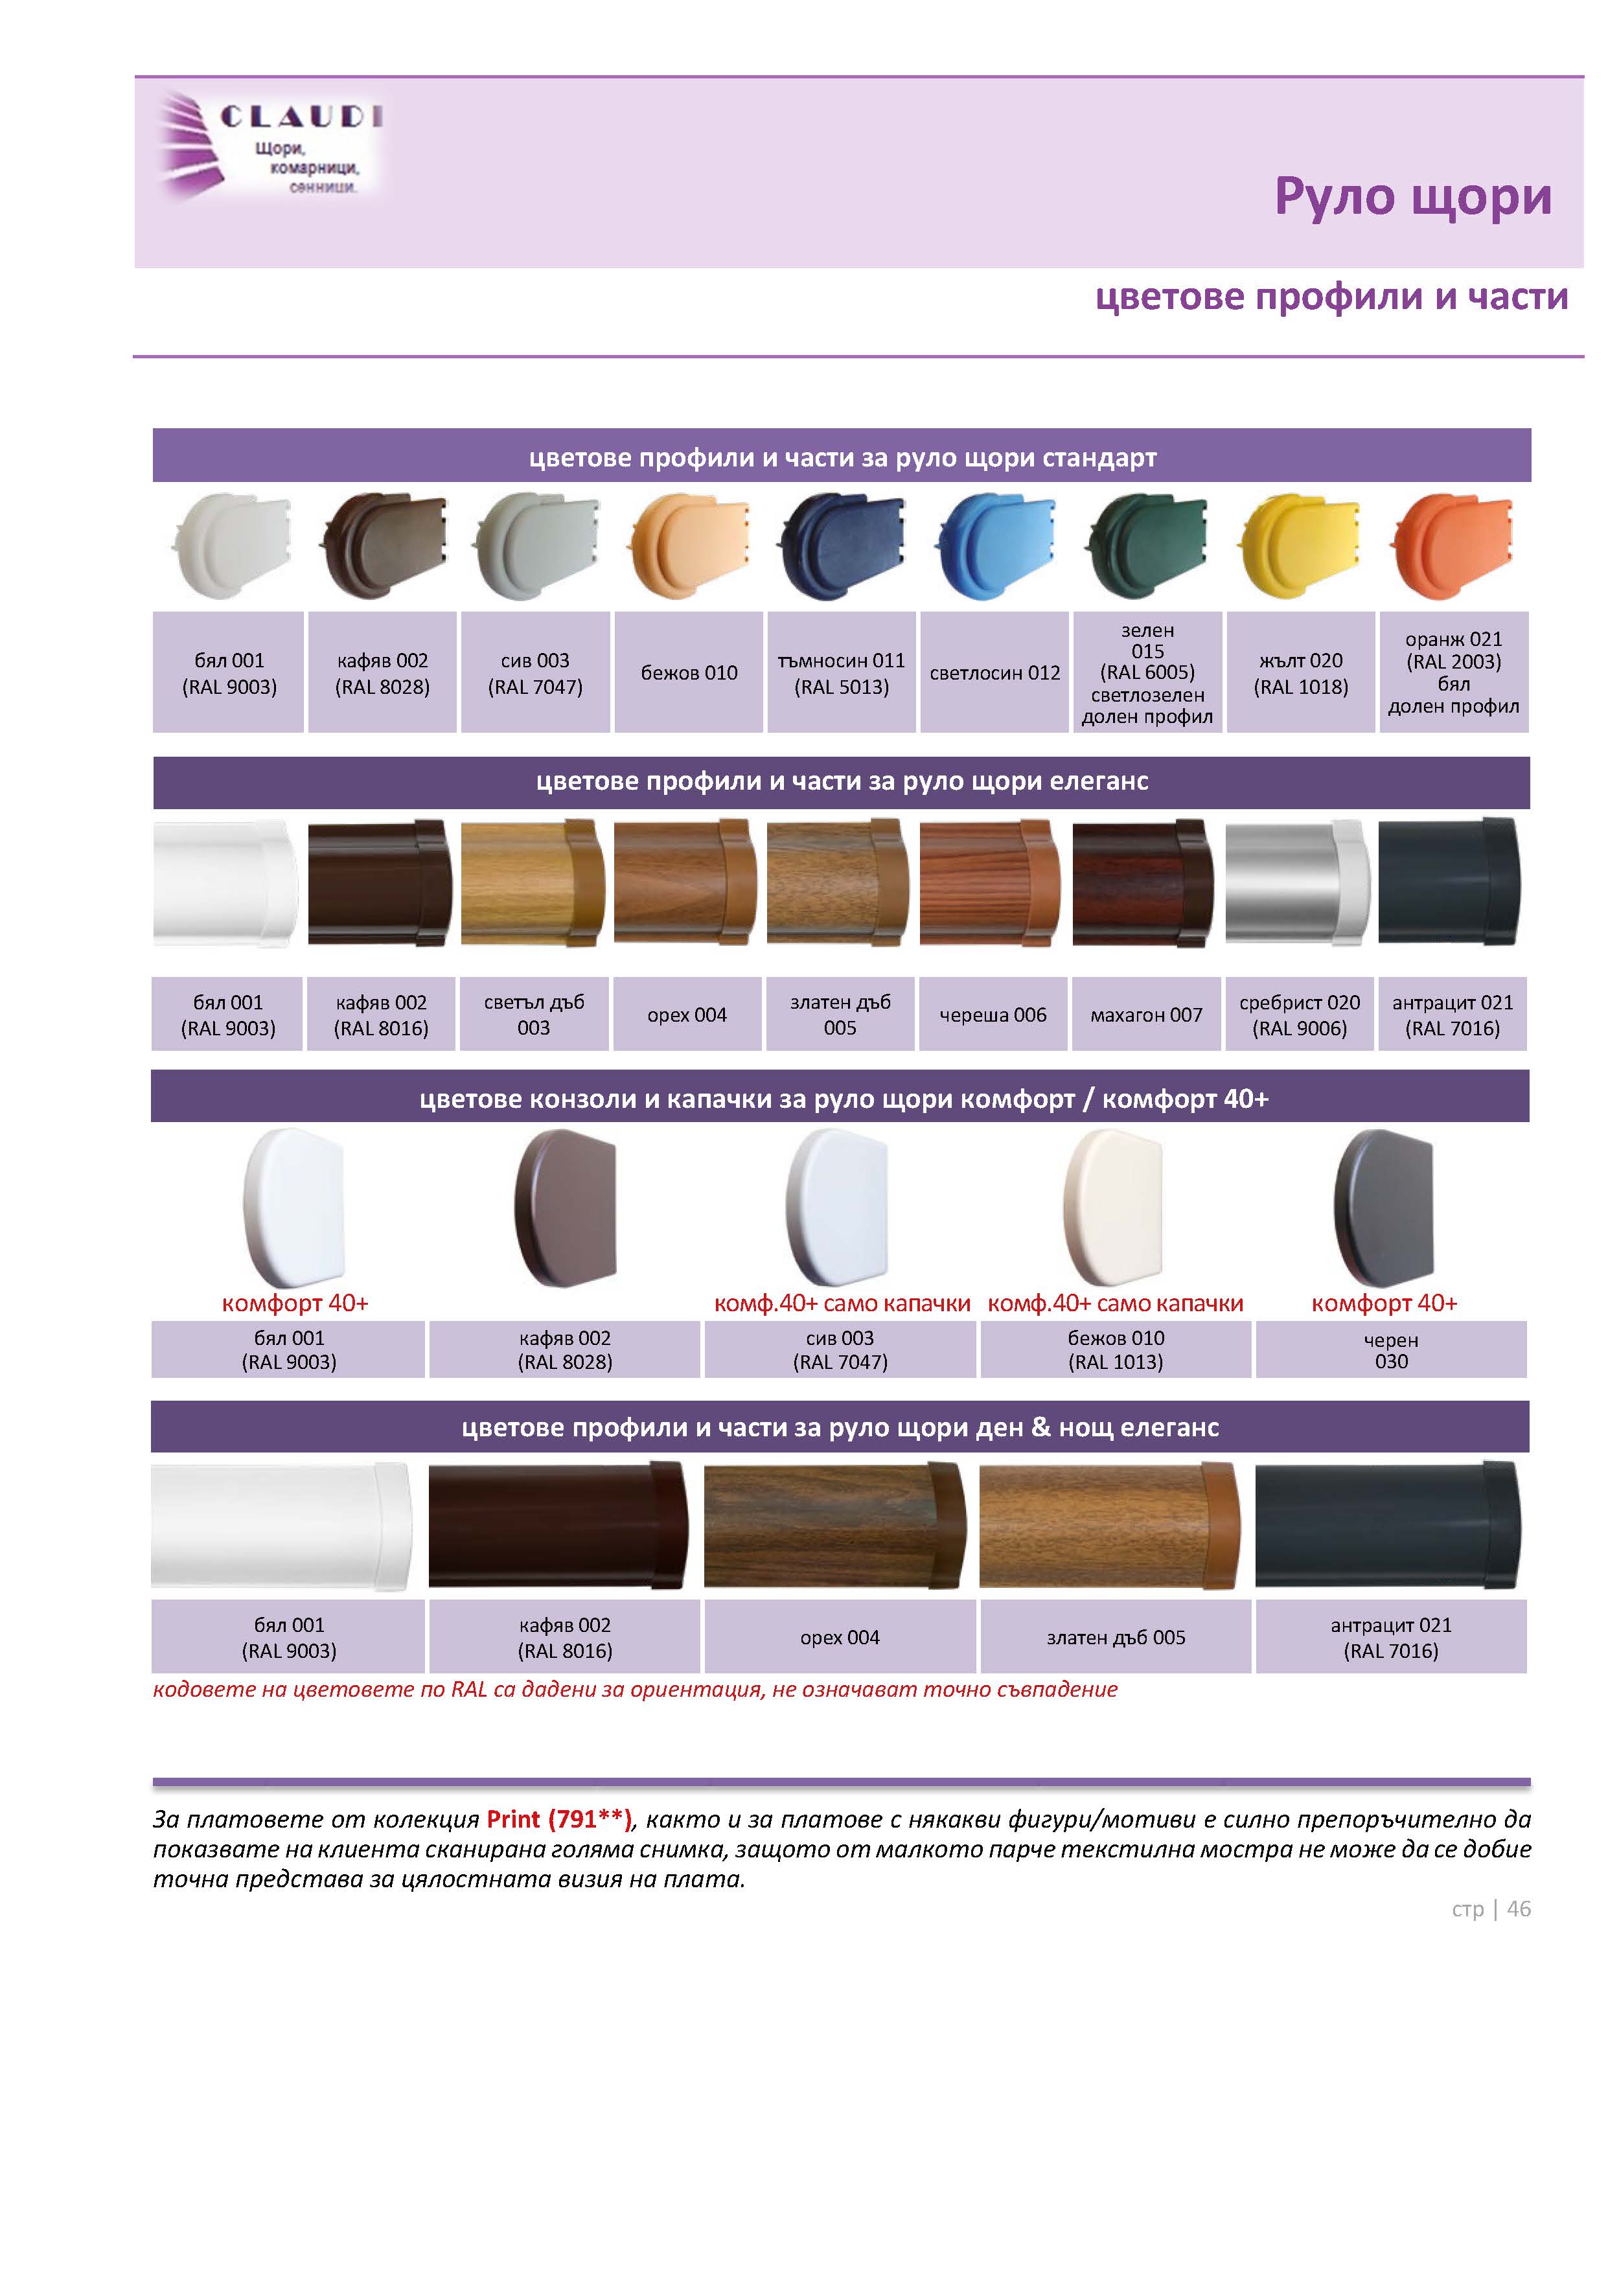 CLAUDI
Щори,
комарници,
сенници.
Руло щори
цветове профили и части
цветове профили и части за руло щори стандарт
бял 001
(RAL 9003)
кафяв 002
(RAL 8028)
сив 003
(RAL 7047)
бежов 010
тъмносин 011
(RAL 5013)
светлосин 012
зелен
015
(RAL 6005)
светлозелен
долен профил
жълт 020
(RAL 1018)
оранж 021
(RAL 2003)
бял
долен профил
цветове профили и части за руло щори елеганс
бял 001
(RAL 9003)
кафяв 002
(RAL 8016)
светъл дъб
003
орех 004
златен дъб
005
череша 006
махагон 007
сребрист 020
(RAL 9006)
антрацит 021
(RAL 7016)
цветове конзоли и капачки за руло щори комфорт / комфорт 40+
комфорт 40+
комф.40+ само капачки
комф.40+ само капачки
комфорт 40+
бял 001
(RAL 9003)
кафяв 002
(RAL 8028)
сив 003
(RAL 7047)
бежов 010
(RAL 1013)
черен
030
цветове профили и части за руло щори ден & нощ елеганс
бял 001
(RAL 9003)
кафяв 002
(RAL 8016)
орех 004
златен дъб 005
антрацит 021
(RAL 7016)
кодовете на цветовете по RAL са дадени за ориентация, не означават точно съвпадение
За платовете от колекция Print (791**), както и за платове с някакви фигури/мотиви е силно препоръчително да
показвате на клиента сканирана голяма снимка, защото от малкото парче текстилна мостра не може да се добие
точна представа за цялостната визия на плата.
стр | 46